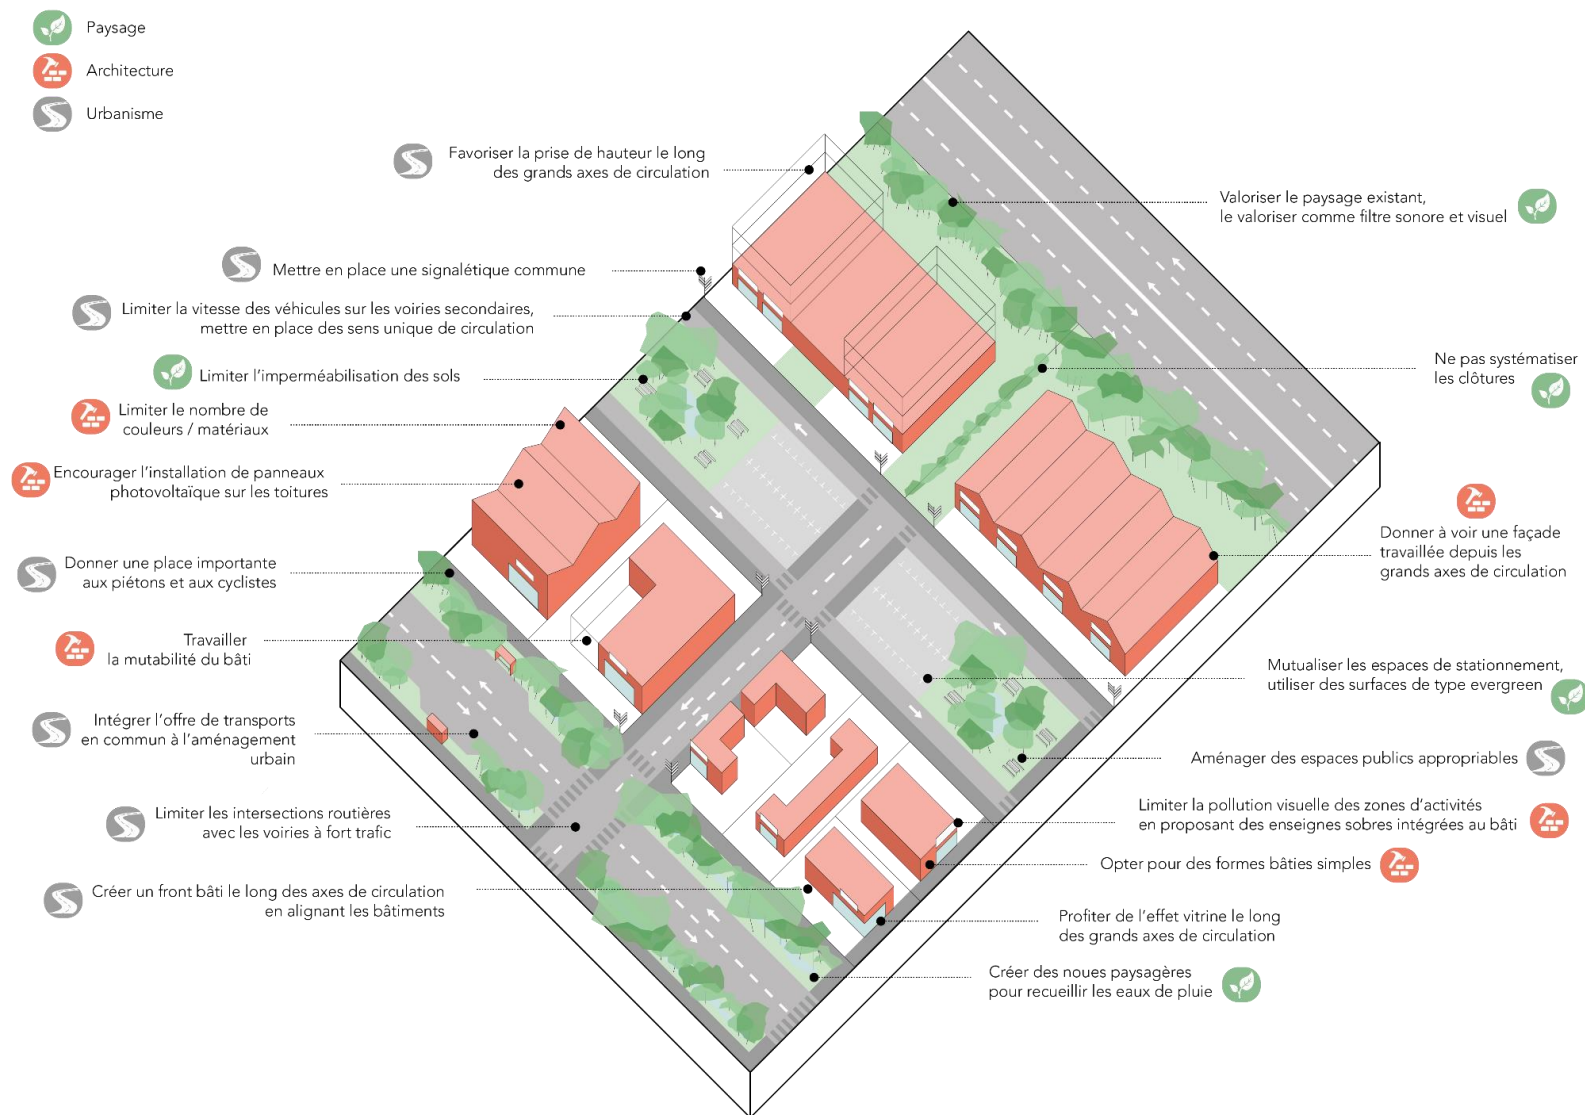 Paysage
Architecture
Urbanisme
Favoriser la prise de hauteur le long
des grands axes de circulation
Valoriser le paysage existant,
le valoriser comme filtre sonore et visuel
Mettre en place une signalétique commune
Limiter la vitesse des véhicules sur les voiries secondaires,
mettre en place des sens unique de circulation
Ne pas systématiser
les clôtures
Limiter l'imperméabilisation des sols
Limiter le nombre de
couleurs / matériaux
Encourager l'installation de panneaux
photovoltaïque sur les toitures
Donner à voir une façade
travaillée depuis les
grands axes de circulation
Donner une place importante
aux piétons et aux cyclistes
Travailler
la mutabilité du bâti
Mutualiser les espaces de stationnement,
utiliser des surfaces de type evergreen
Intégrer l'offre de transports
en commun à l'aménagement
urbain
Aménager des espaces publics appropriables
Limiter les intersections routières
avec les voiries à fort trafic
Limiter la pollution visuelle des zones d'activités
en proposant des enseignes sobres intégrées au bâti
Opter pour des formes bâties simples
Créer un front bâti le long des axes de circulation
en alignant les bâtiments
Profiter de l'effet vitrine le long
des grands axes de circulation
Créer des noues paysagères
pour recueillir les eaux de pluie